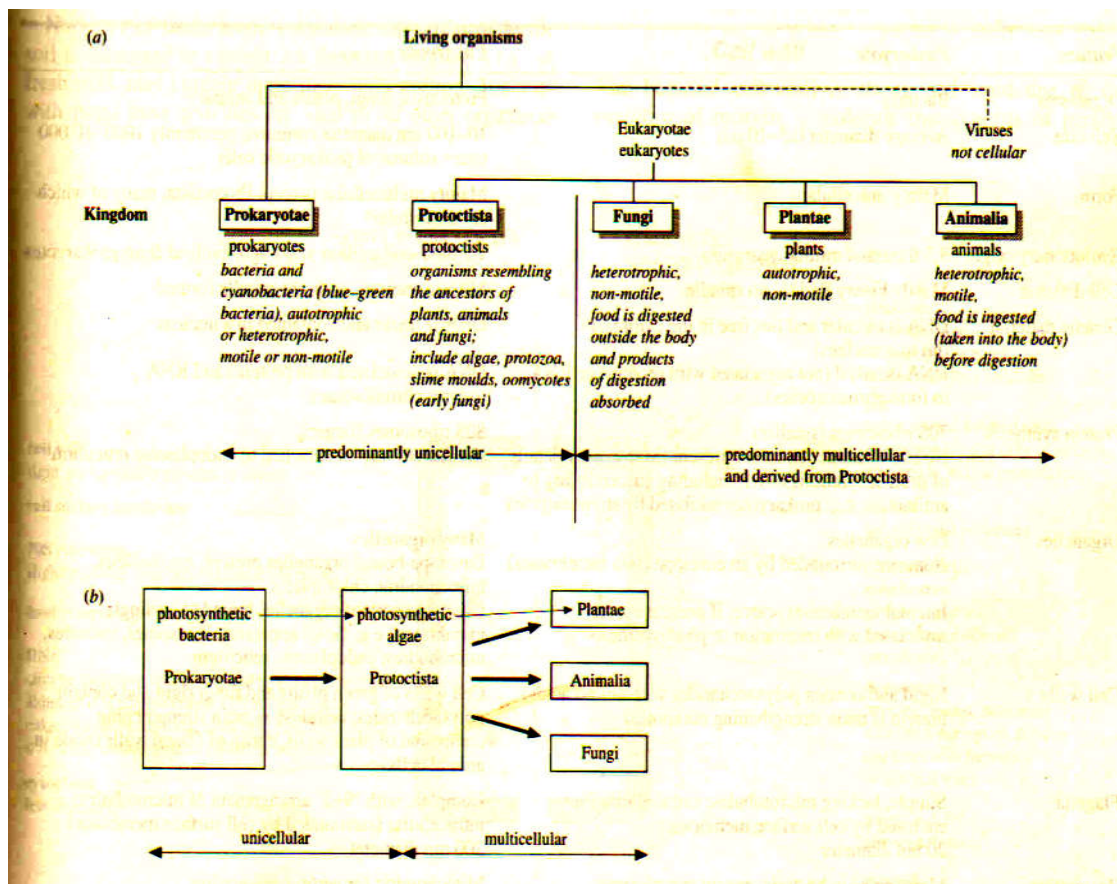 (a)
Living organisms
Eukaryotae
eukaryotes
Viruses
not cellular
Kingdom
Prokaryotae
prokaryotes
bacteria and
cyanobacteria (blue–green
bacteria), autotrophic
or heterotrophic,
motile or non-motile
Protoctista
protoctists
organisms resembling
the ancestors of
plants, animals
and fungi;
include algae, protozoa,
slime moulds, oomycotes
(early fungi)
Fungi
heterotrophic,
non-motile,
food is digested
outside the body
and products
of digestion
absorbed
Plantae
plants
autotrophic,
non-motile
Animalia
animals
heterotrophic,
motile,
food is ingested
(taken into the body)
before digestion
predominantly unicellular
predominantly multicellular
and derived from Protoctista
(b)
photosynthetic
bacteria
Prokaryotae
photosynthetic
algae
Protoctista
Plantae
Animalia
Fungi
unicellular
multicellular